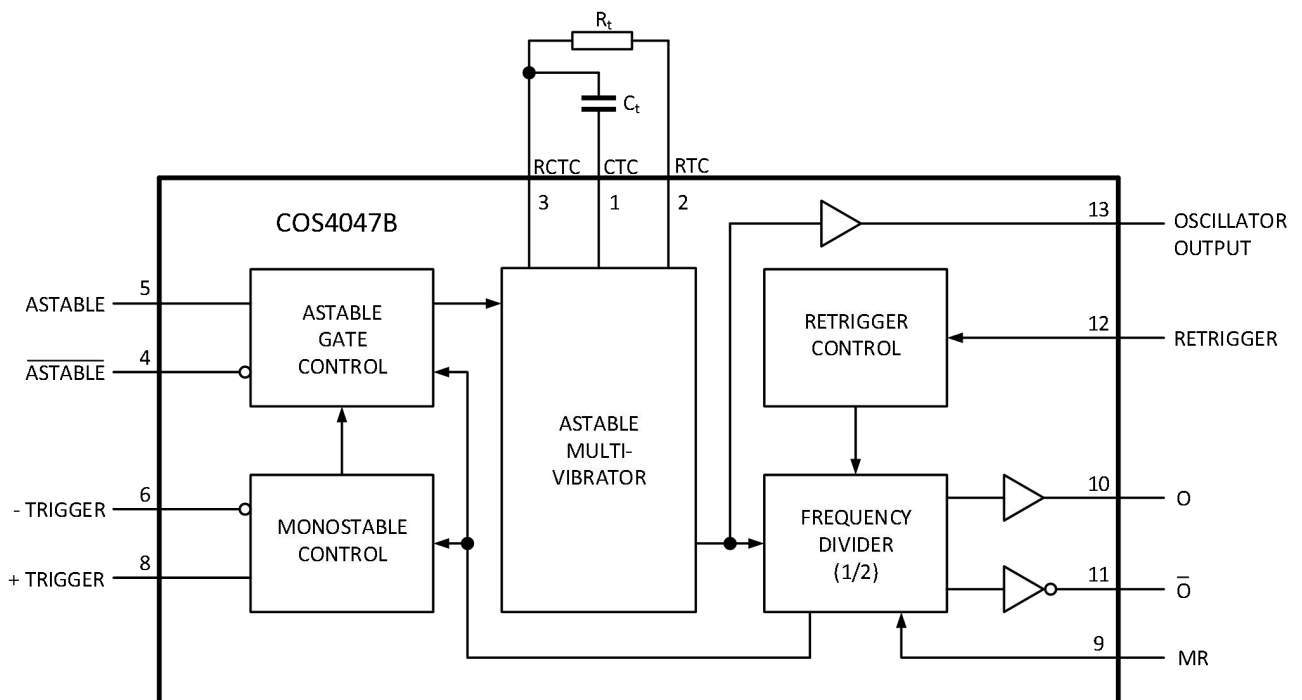 Rt
Ct
RCTC CTC RTC
3 1 2
COS4047B
13
OSCILLATOR
OUTPUT
5
ASTABLE
ASTABLE
GATE
CONTROL
RETRIGGER
CONTROL
12
RETRIGGER
4
ASTABLE
ASTABLE
MULTI-
VIBRATOR
6
- TRIGGER
MONOSTABLE
CONTROL
8
+ TRIGGER
FREQUENCY
DIVIDER
(1/2)
10
O
11
O̅
9
MR